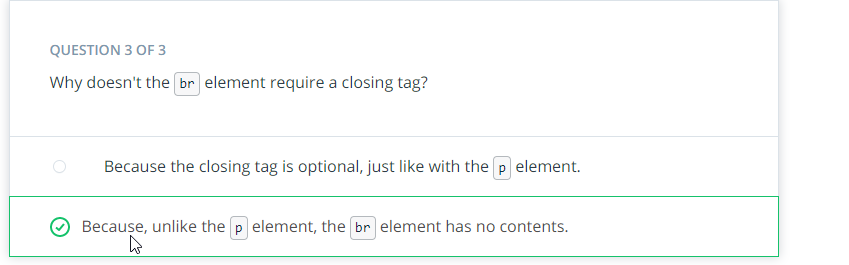 QUESTION 3 OF 3
Why doesn't the br element require a closing tag?
Because the closing tag is optional, just like with the p element.
Because, unlike the p element, the br element has no contents.